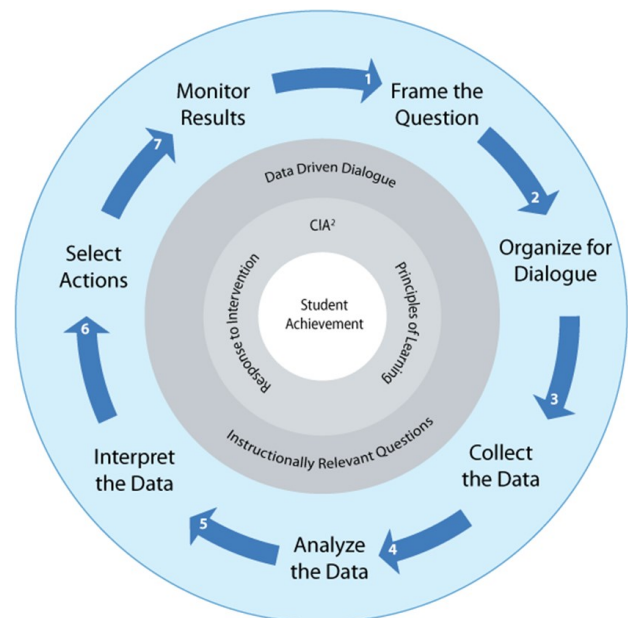 1
Frame the
Question
2
Organize for
Dialogue
3
Collect
the Data
4
Analyze
the Data
5
Interpret
the Data
6
Select
Actions
7
Monitor
Results
Data Driven Dialogue
Instructionally Relevant Questions
CIA²
Principles of Learning
Response to Intervention
Student
Achievement